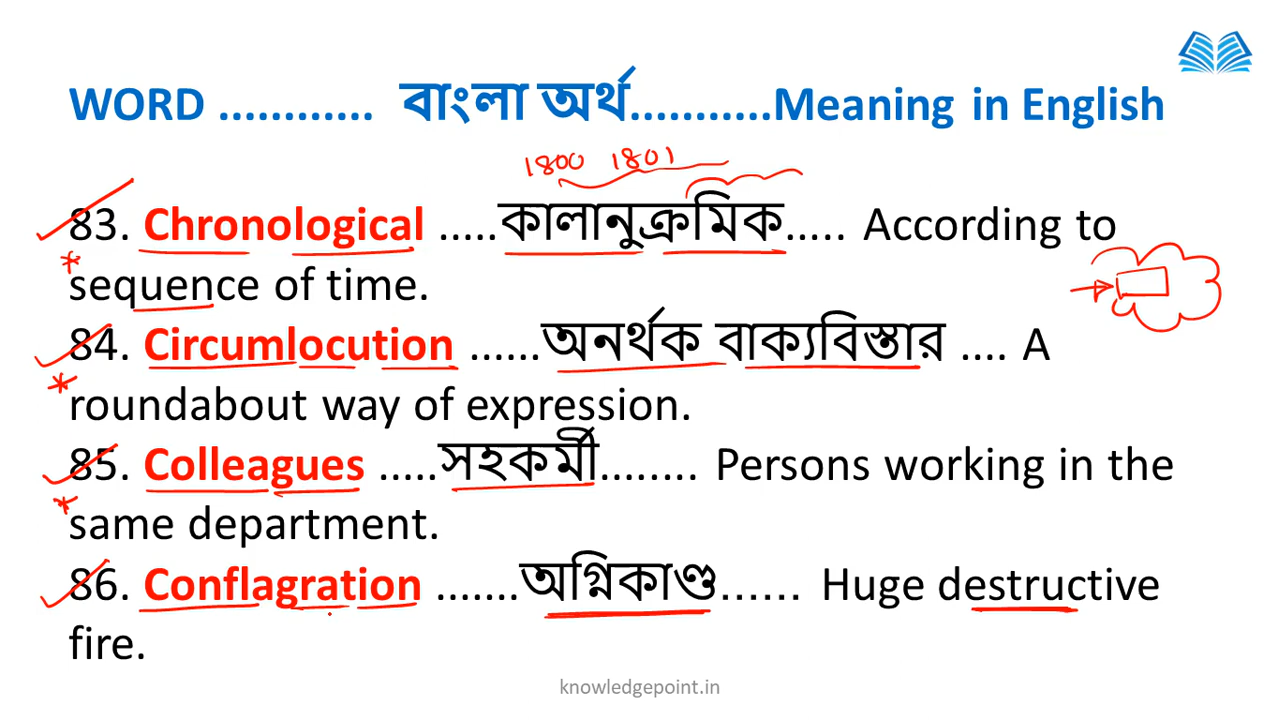 WORD ............ বাংলা অর্থ...........Meaning in English
1800 1801
83. Chronological .....কালানুক্রমিক..... According to
sequence of time.
84. Circumlocution ......অনর্থক বাক্যবিস্তার .... A
roundabout way of expression.
85. Colleagues .....সহকর্মী........ Persons working in the
same department.
86. Conflagration .......অগ্নিকাণ্ড...... Huge destructive
fire.
knowledgepoint.in